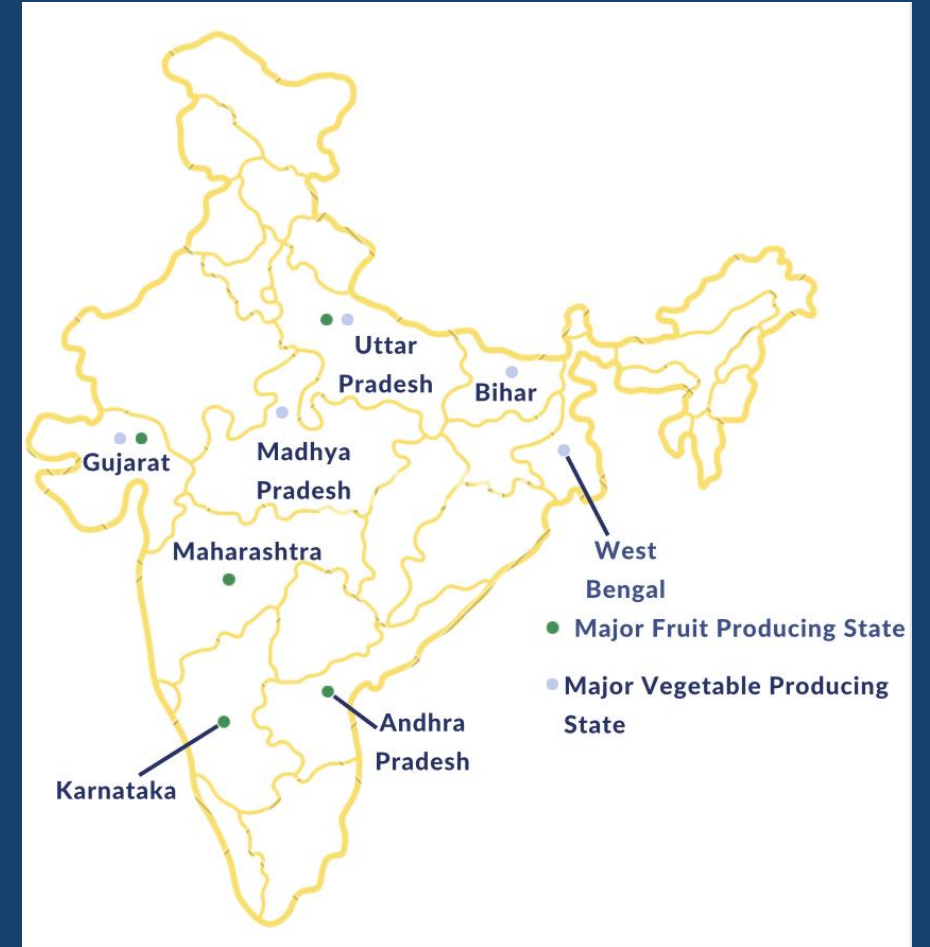 Uttar
Pradesh
Bihar
Gujarat
Madhya
Pradesh
Maharashtra
West
Bengal
Major Fruit Producing State
Major Vegetable Producing
State
Andhra
Pradesh
Karnataka